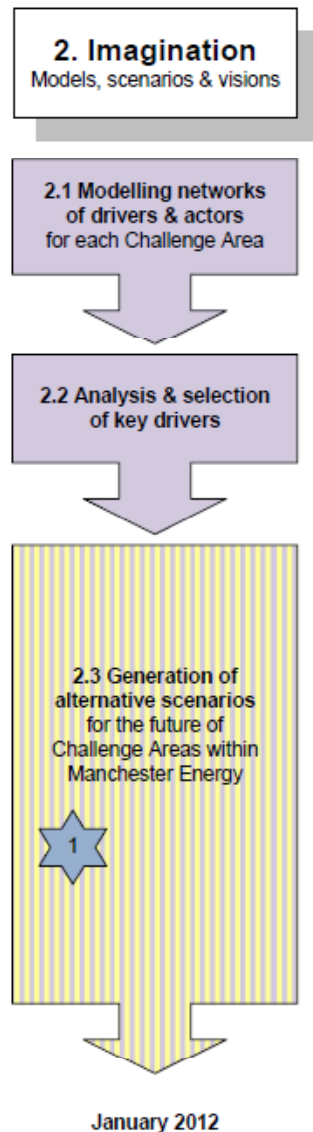 2. Imagination
Models, scenarios & visions
2.1 Modelling networks
of drivers & actors
for each Challenge Area
2.2 Analysis & selection
of key drivers
2.3 Generation of
alternative scenarios
for the future of
Challenge Areas within
Manchester Energy
1
January 2012